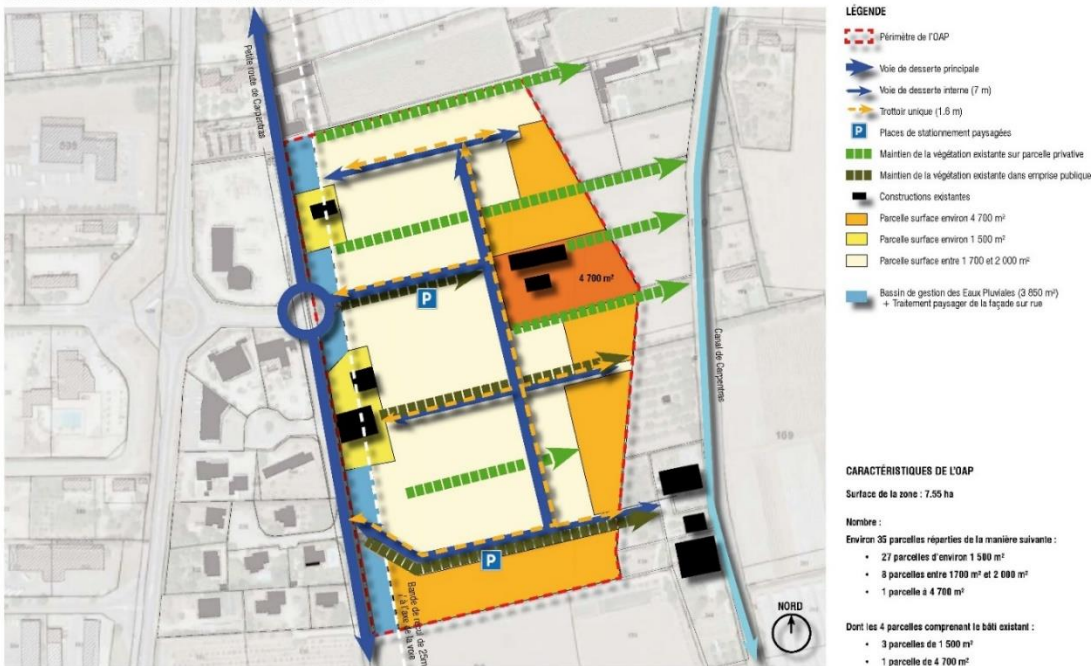 LÉGENDE
Périmètre de l'OAP
Voie de desserte principale
Voie de desserte interne (7 m)
Trottoir unique (1.6 m)
P
Places de stationnement paysagées
Maintien de la végétation existante sur parcelle privative
Maintien de la végétation existante dans emprise publique
Constructions existantes
Parcelle surface environ 4 700 m²
Parcelle surface environ 1 500 m²
Parcelle surface entre 1 700 et 2 000 m²
Bassin de gestion des Eaux Pluviales (3 850 m²)
+ Traitement paysager de la façade sur rue
Petite route de Carpentras
4 700 m²
P
Canal de Carpentras
169
P
Bande de recul de 25m
/ à l'axe de la voie
NORD
CARACTÉRISTIQUES DE L'OAP
Surface de la zone : 7.55 ha
Nombre :
Environ 35 parcelles réparties de la manière suivante :
• 27 parcelles d'environ 1 500 m²
• 8 parcelles entre 1700 m² et 2 000 m²
• 1 parcelle à 4 700 m²
Dont les 4 parcelles comprenant le bâti existant :
• 3 parcelles de 1 500 m²
• 1 parcelle de 4 700 m²